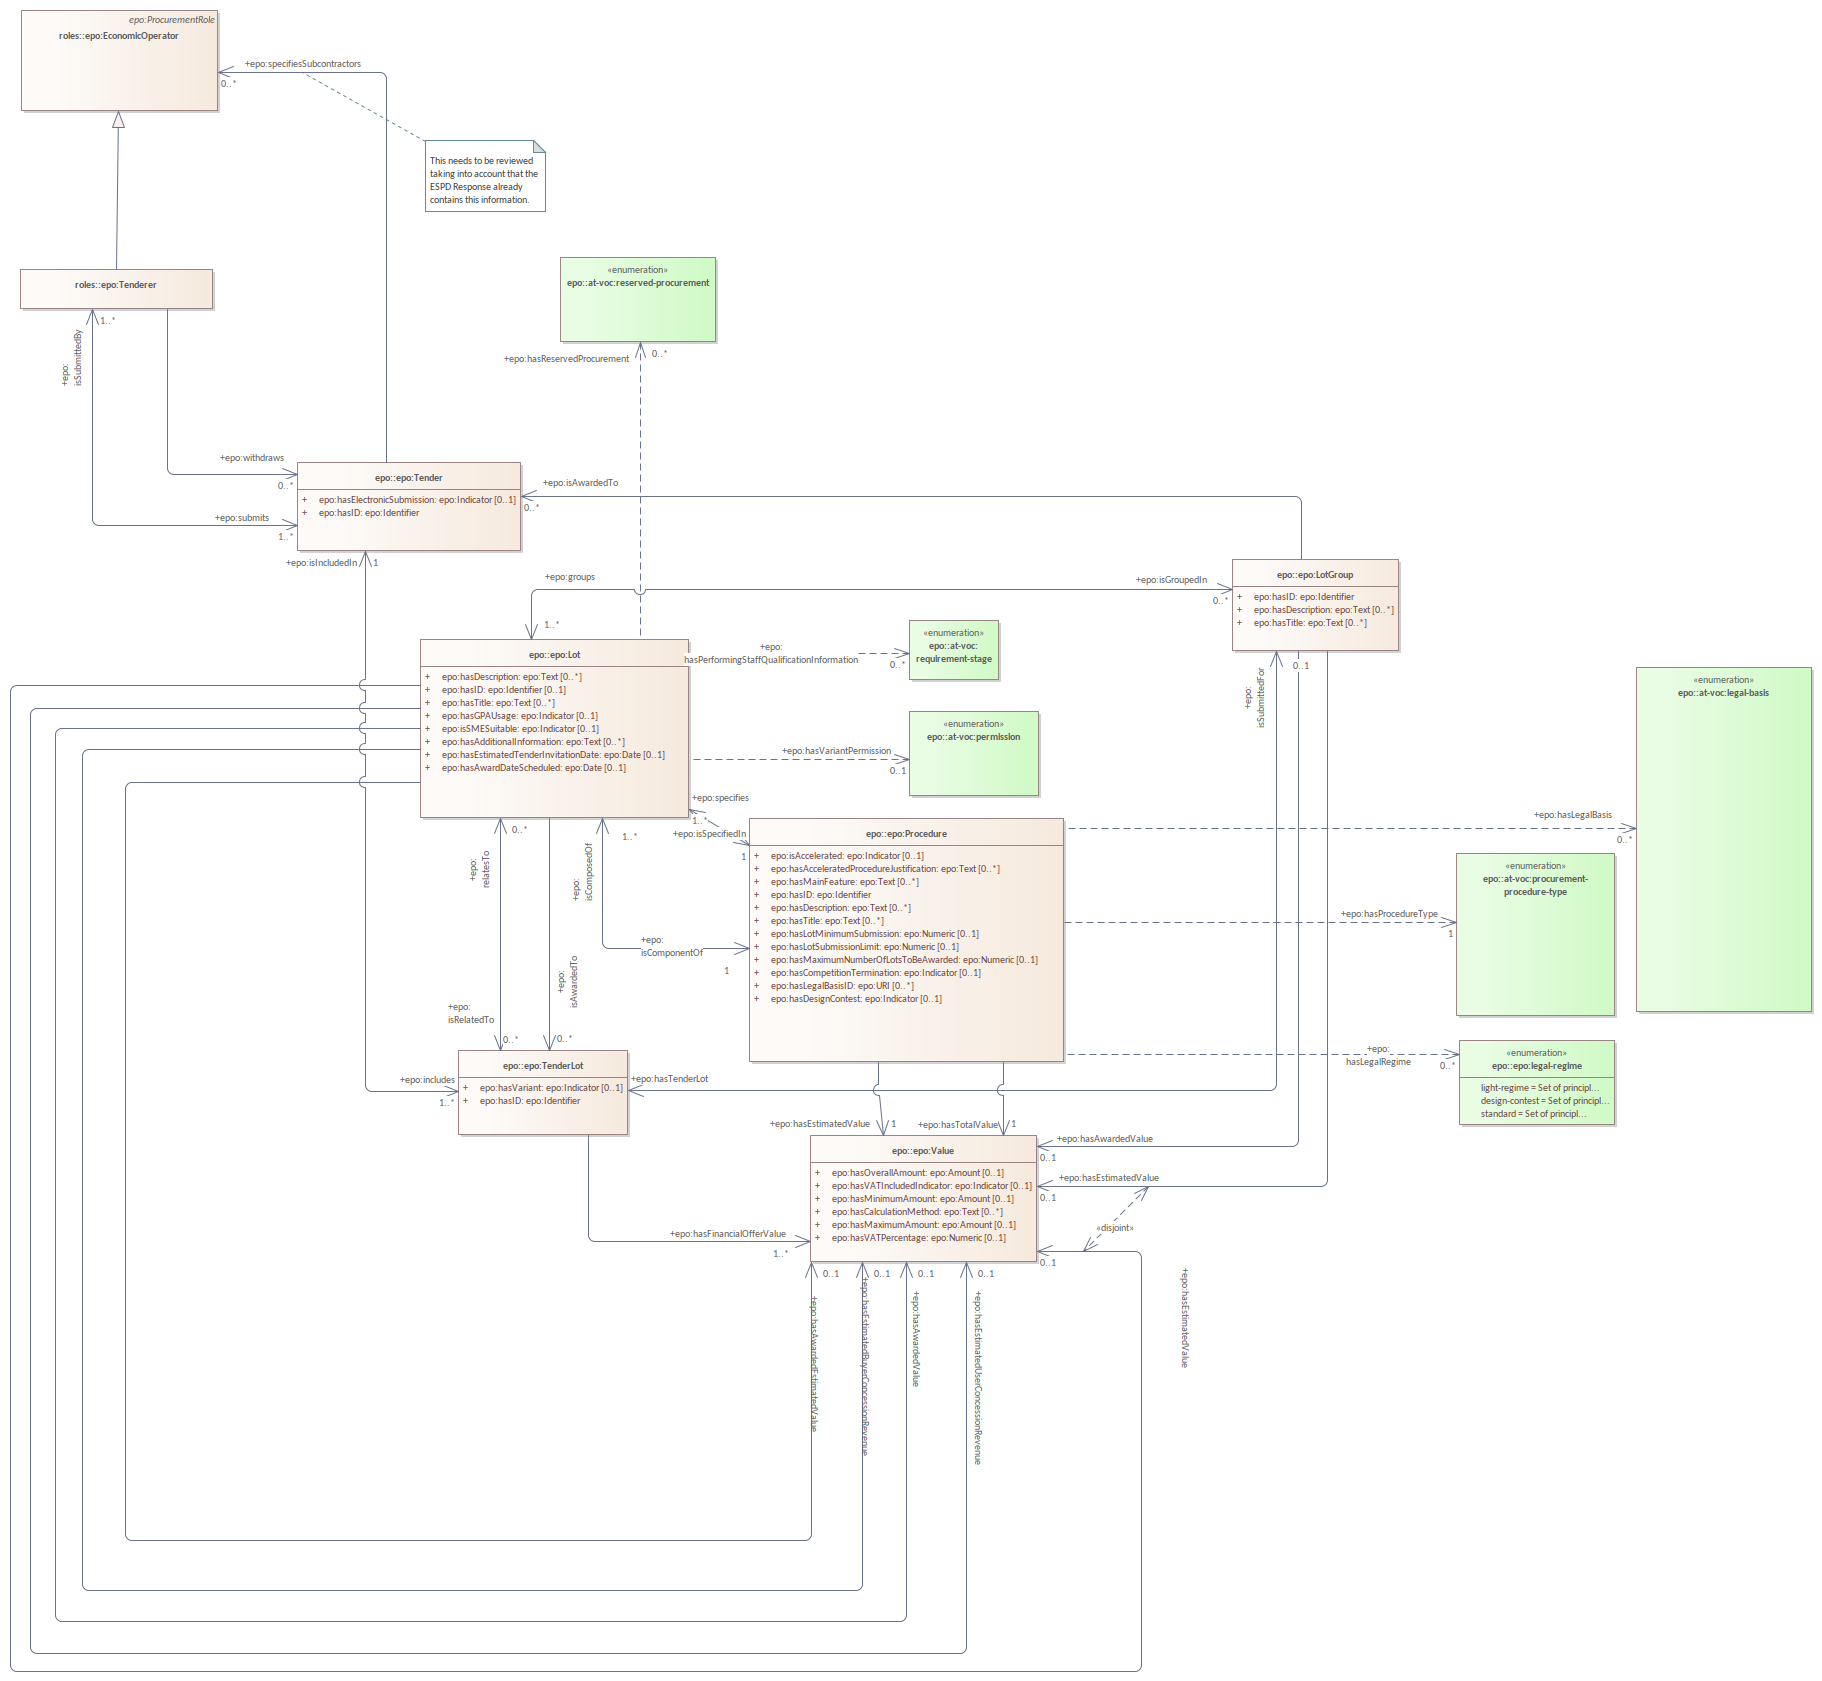 epo:ProcurementRole
roles::epo:EconomicOperator
+epo:specifiesSubcontractors
0..*
This needs to be reviewed
taking into account that the
ESPD Response already
contains this information.
roles::epo:Tenderer
1..*
+epo:
isSubmittedBy
«enumeration»
epo::at-voc:reserved-procurement
+epo:hasReservedProcurement
0..*
+epo:withdraws
0..*
+epo:submits
1..*
epo::epo:Tender
+ epo:hasElectronicSubmission: epo:Indicator [0..1]
+ epo:hasID: epo:Identifier
+epo:isAwardedTo
0..*
+epo:isIncludedIn
1
+epo:groups
1..*
+epo:isGroupedIn
0..*
epo::epo:LotGroup
+ epo:hasID: epo:Identifier
+ epo:hasDescription: epo:Text [0..*]
+ epo:hasTitle: epo:Text [0..*]
0..1
+epo:
isSubmittedFor
epo::epo:Lot
+ epo:hasDescription: epo:Text [0..*]
+ epo:hasID: epo:Identifier [0..1]
+ epo:hasTitle: epo:Text [0..*]
+ epo:hasGPAUsage: epo:Indicator [0..1]
+ epo:isSMESuitable: epo:Indicator [0..1]
+ epo:hasAdditionalInformation: epo:Text [0..*]
+ epo:hasEstimatedTenderInvitationDate: epo:Date [0..1]
+ epo:hasAwardDateScheduled: epo:Date [0..1]
+epo:
hasPerformingStaffQualificationInformation
0..*
«enumeration»
epo::at-voc:
requirement-stage
+epo:hasVariantPermission
0..1
«enumeration»
epo::at-voc:permission
«enumeration»
epo::at-voc:legal-basis
+epo:specifies
1..*
+epo:isSpecifiedIn
1
epo::epo:Procedure
+ epo:isAccelerated: epo:Indicator [0..1]
+ epo:hasAcceleratedProcedureJustification: epo:Text [0..*]
+ epo:hasMainFeature: epo:Text [0..*]
+ epo:hasID: epo:Identifier
+ epo:hasDescription: epo:Text [0..*]
+ epo:hasTitle: epo:Text [0..*]
+ epo:hasLotMinimumSubmission: epo:Numeric [0..1]
+ epo:hasLotSubmissionLimit: epo:Numeric [0..1]
+ epo:hasMaximumNumberOfLotsToBeAwarded: epo:Numeric [0..1]
+ epo:hasCompetitionTermination: epo:Indicator [0..1]
+ epo:hasLegalBasisID: epo:URI [0..*]
+ epo:hasDesignContest: epo:Indicator [0..1]
+epo:hasLegalBasis
0..*
«enumeration»
epo::at-voc:procurement-
procedure-type
+epo:hasProcedureType
1
+epo:
hasLegalRegime
0..*
«enumeration»
epo::epo:legal-regime
light-regime = Set of principl...
design-contest = Set of principl...
standard = Set of principl...
0..*
+epo:
relatesTo
1..*
+epo:
isComposedOf
+epo:
isComponentOf
1
+epo:
isAwardedTo
0..*
+epo:
isRelatedTo
0..*
epo::epo:TenderLot
+ epo:hasVariant: epo:Indicator [0..1]
+ epo:hasID: epo:Identifier
+epo:includes
1..*
+epo:hasTenderLot
+epo:hasEstimatedValue
1
+epo:hasTotalValue
1
epo::epo:Value
+ epo:hasOverallAmount: epo:Amount [0..1]
+ epo:hasVATIncludedIndicator: epo:Indicator [0..1]
+ epo:hasMinimumAmount: epo:Amount [0..1]
+ epo:hasCalculationMethod: epo:Text [0..*]
+ epo:hasMaximumAmount: epo:Amount [0..1]
+ epo:hasVATPercentage: epo:Numeric [0..1]
+epo:hasAwardedValue
0..1
+epo:hasEstimatedValue
0..1
«disjoint»
0..1
+epo:hasFinancialOfferValue
1..*
0..1
+epo:hasAwardedEstimatedValue
0..1
+epo:hasEstimatedBuyerConcessionRevenue
0..1
+epo:hasAwardedValue
0..1
+epo:hasEstimatedUserConcessionRevenue
+epo:hasEstimatedValue